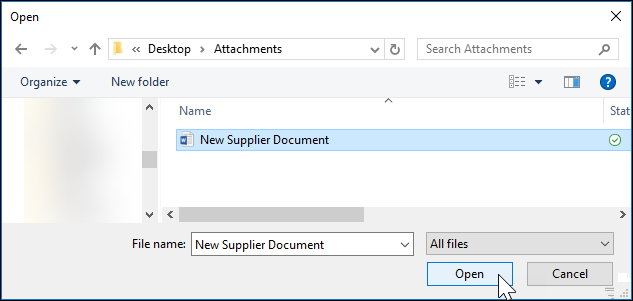 Open
« Desktop > Attachments
Search Attachments
Organize New folder
Name Stat
New Supplier Document
File name: New Supplier Document All files
Open Cancel